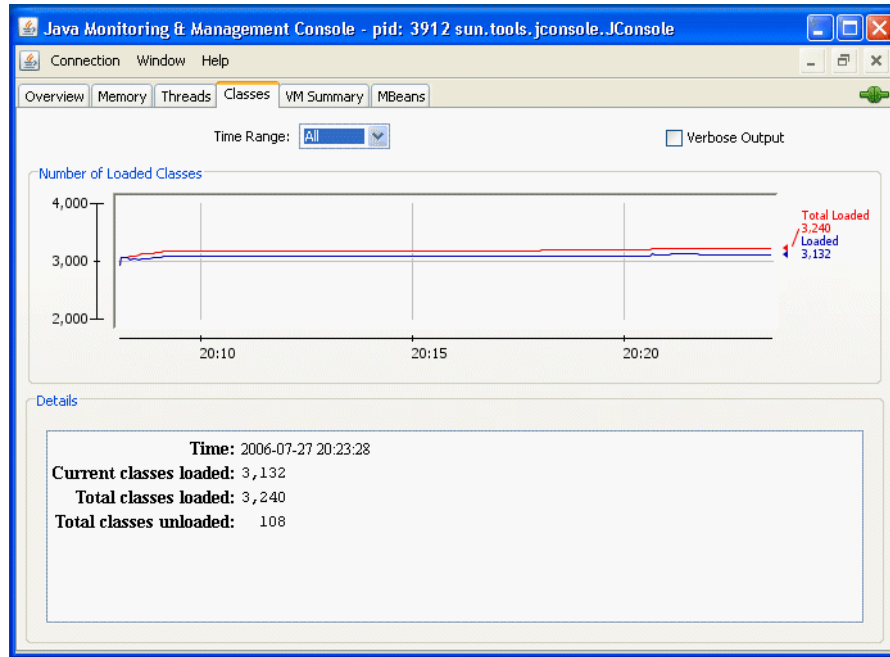 Java Monitoring & Management Console - pid: 3912 sun.tools.jconsole.JConsole
Connection Window Help
Overview Memory Threads Classes VM Summary MBeans
Time Range: All Verbose Output
Number of Loaded Classes
4,000
3,000
2,000
Total Loaded
3,240
Loaded
3,132
20:10 20:15 20:20
Details
Time: 2006-07-27 20:23:28
Current classes loaded: 3,132
Total classes loaded: 3,240
Total classes unloaded: 108